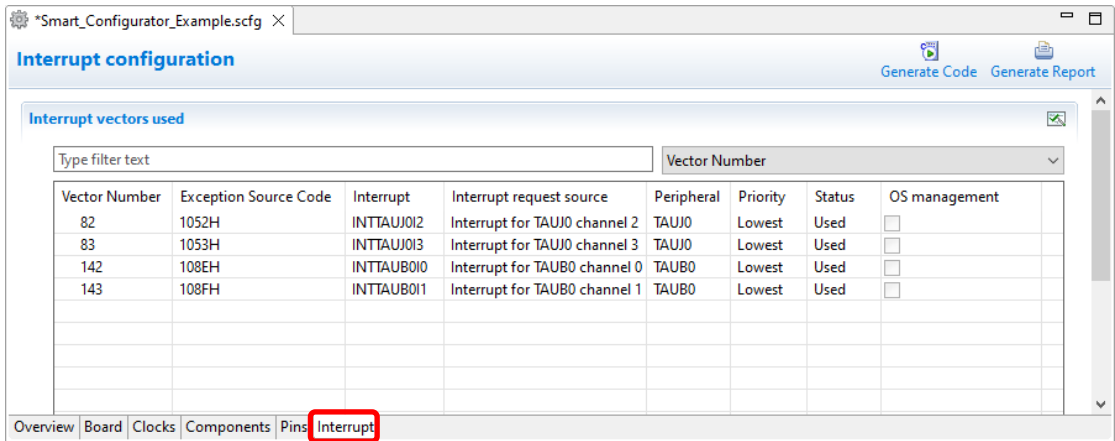 *Smart_Configurator_Example.scfg
Interrupt configuration
Generate Code Generate Report
Interrupt vectors used
Type filter text Vector Number
Vector Number Exception Source Code Interrupt Interrupt request source Peripheral Priority Status OS management
82 1052H INTTAUJ0I2 Interrupt for TAUJ0 channel 2 TAUJ0 Lowest Used
83 1053H INTTAUJ0I3 Interrupt for TAUJ0 channel 3 TAUJ0 Lowest Used
142 108EH INTTAUB0I0 Interrupt for TAUB0 channel 0 TAUB0 Lowest Used
143 108FH INTTAUB0I1 Interrupt for TAUB0 channel 1 TAUB0 Lowest Used
Overview Board Clocks Components Pins Interrupt